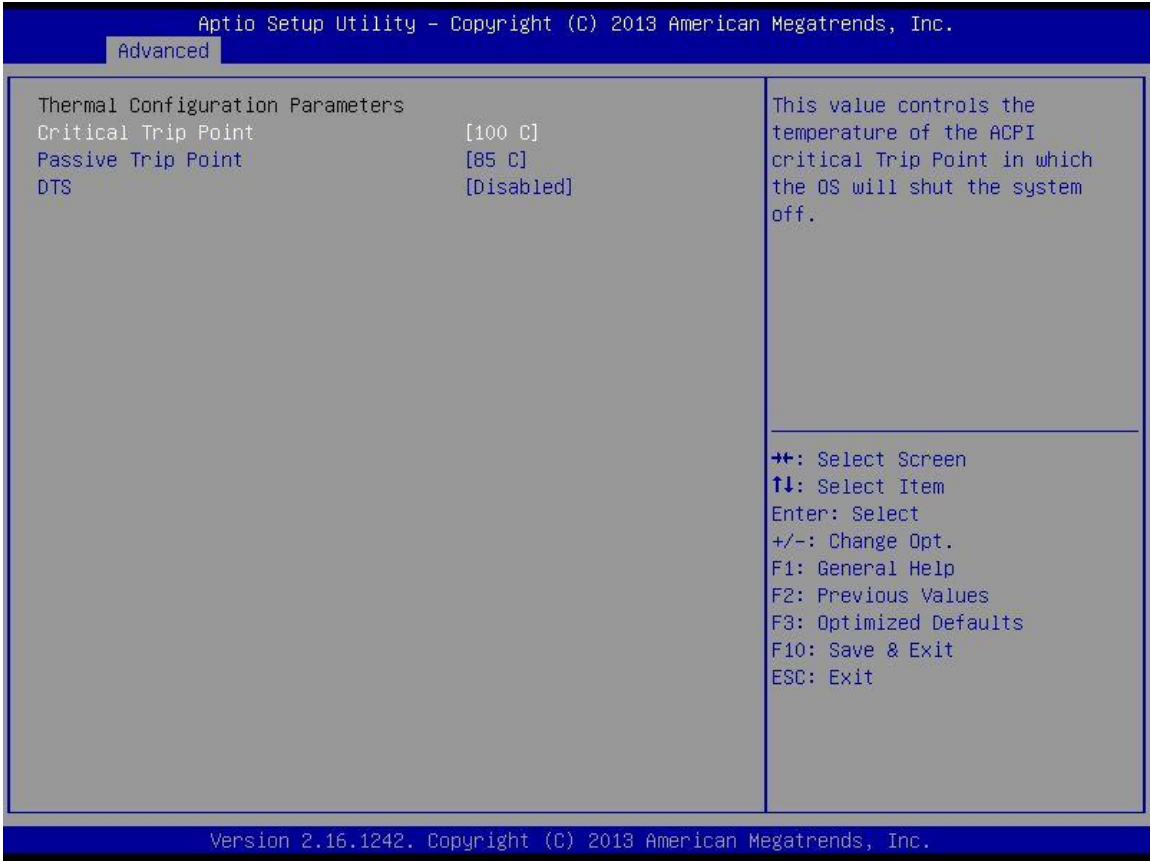 Aptio Setup Utility – Copyright (C) 2013 American Megatrends, Inc.
Advanced
Thermal Configuration Parameters
Critical Trip Point [100 C]
Passive Trip Point [85 C]
DTS [Disabled]
This value controls the
temperature of the ACPI
critical Trip Point in which
the OS will shut the system
off.
→←: Select Screen
↑↓: Select Item
Enter: Select
+/-: Change Opt.
F1: General Help
F2: Previous Values
F3: Optimized Defaults
F10: Save & Exit
ESC: Exit
Version 2.16.1242. Copyright (C) 2013 American Megatrends, Inc.